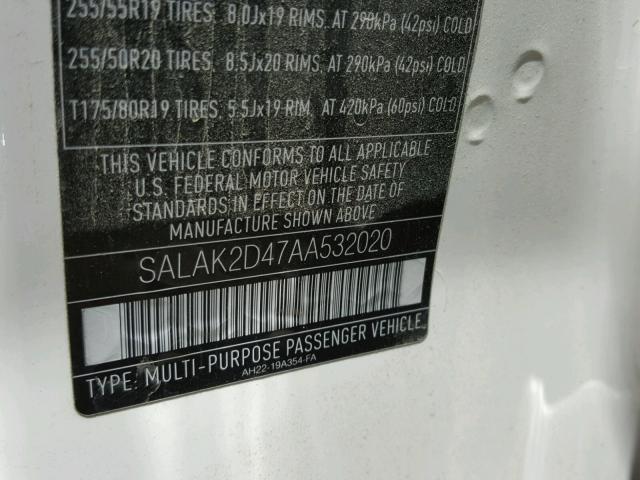 255/55R19 TIRES. 8.0Jx19 RIMS. AT 290kPa (42psi) COLD
255/50R20 TIRES. 8.5Jx20 RIMS. AT 290kPa (42psi) COLD
T175/80R19 TIRES. 5.5Jx19 RIM. AT 420kPa (60psi) COLD
THIS VEHICLE CONFORMS TO ALL APPLICABLE
U.S. FEDERAL MOTOR VEHICLE SAFETY
STANDARDS IN EFFECT ON THE DATE OF
MANUFACTURE SHOWN ABOVE
SALAK2D47AA532020
TYPE: MULTI-PURPOSE PASSENGER VEHICLE
AH22-19A354-FA